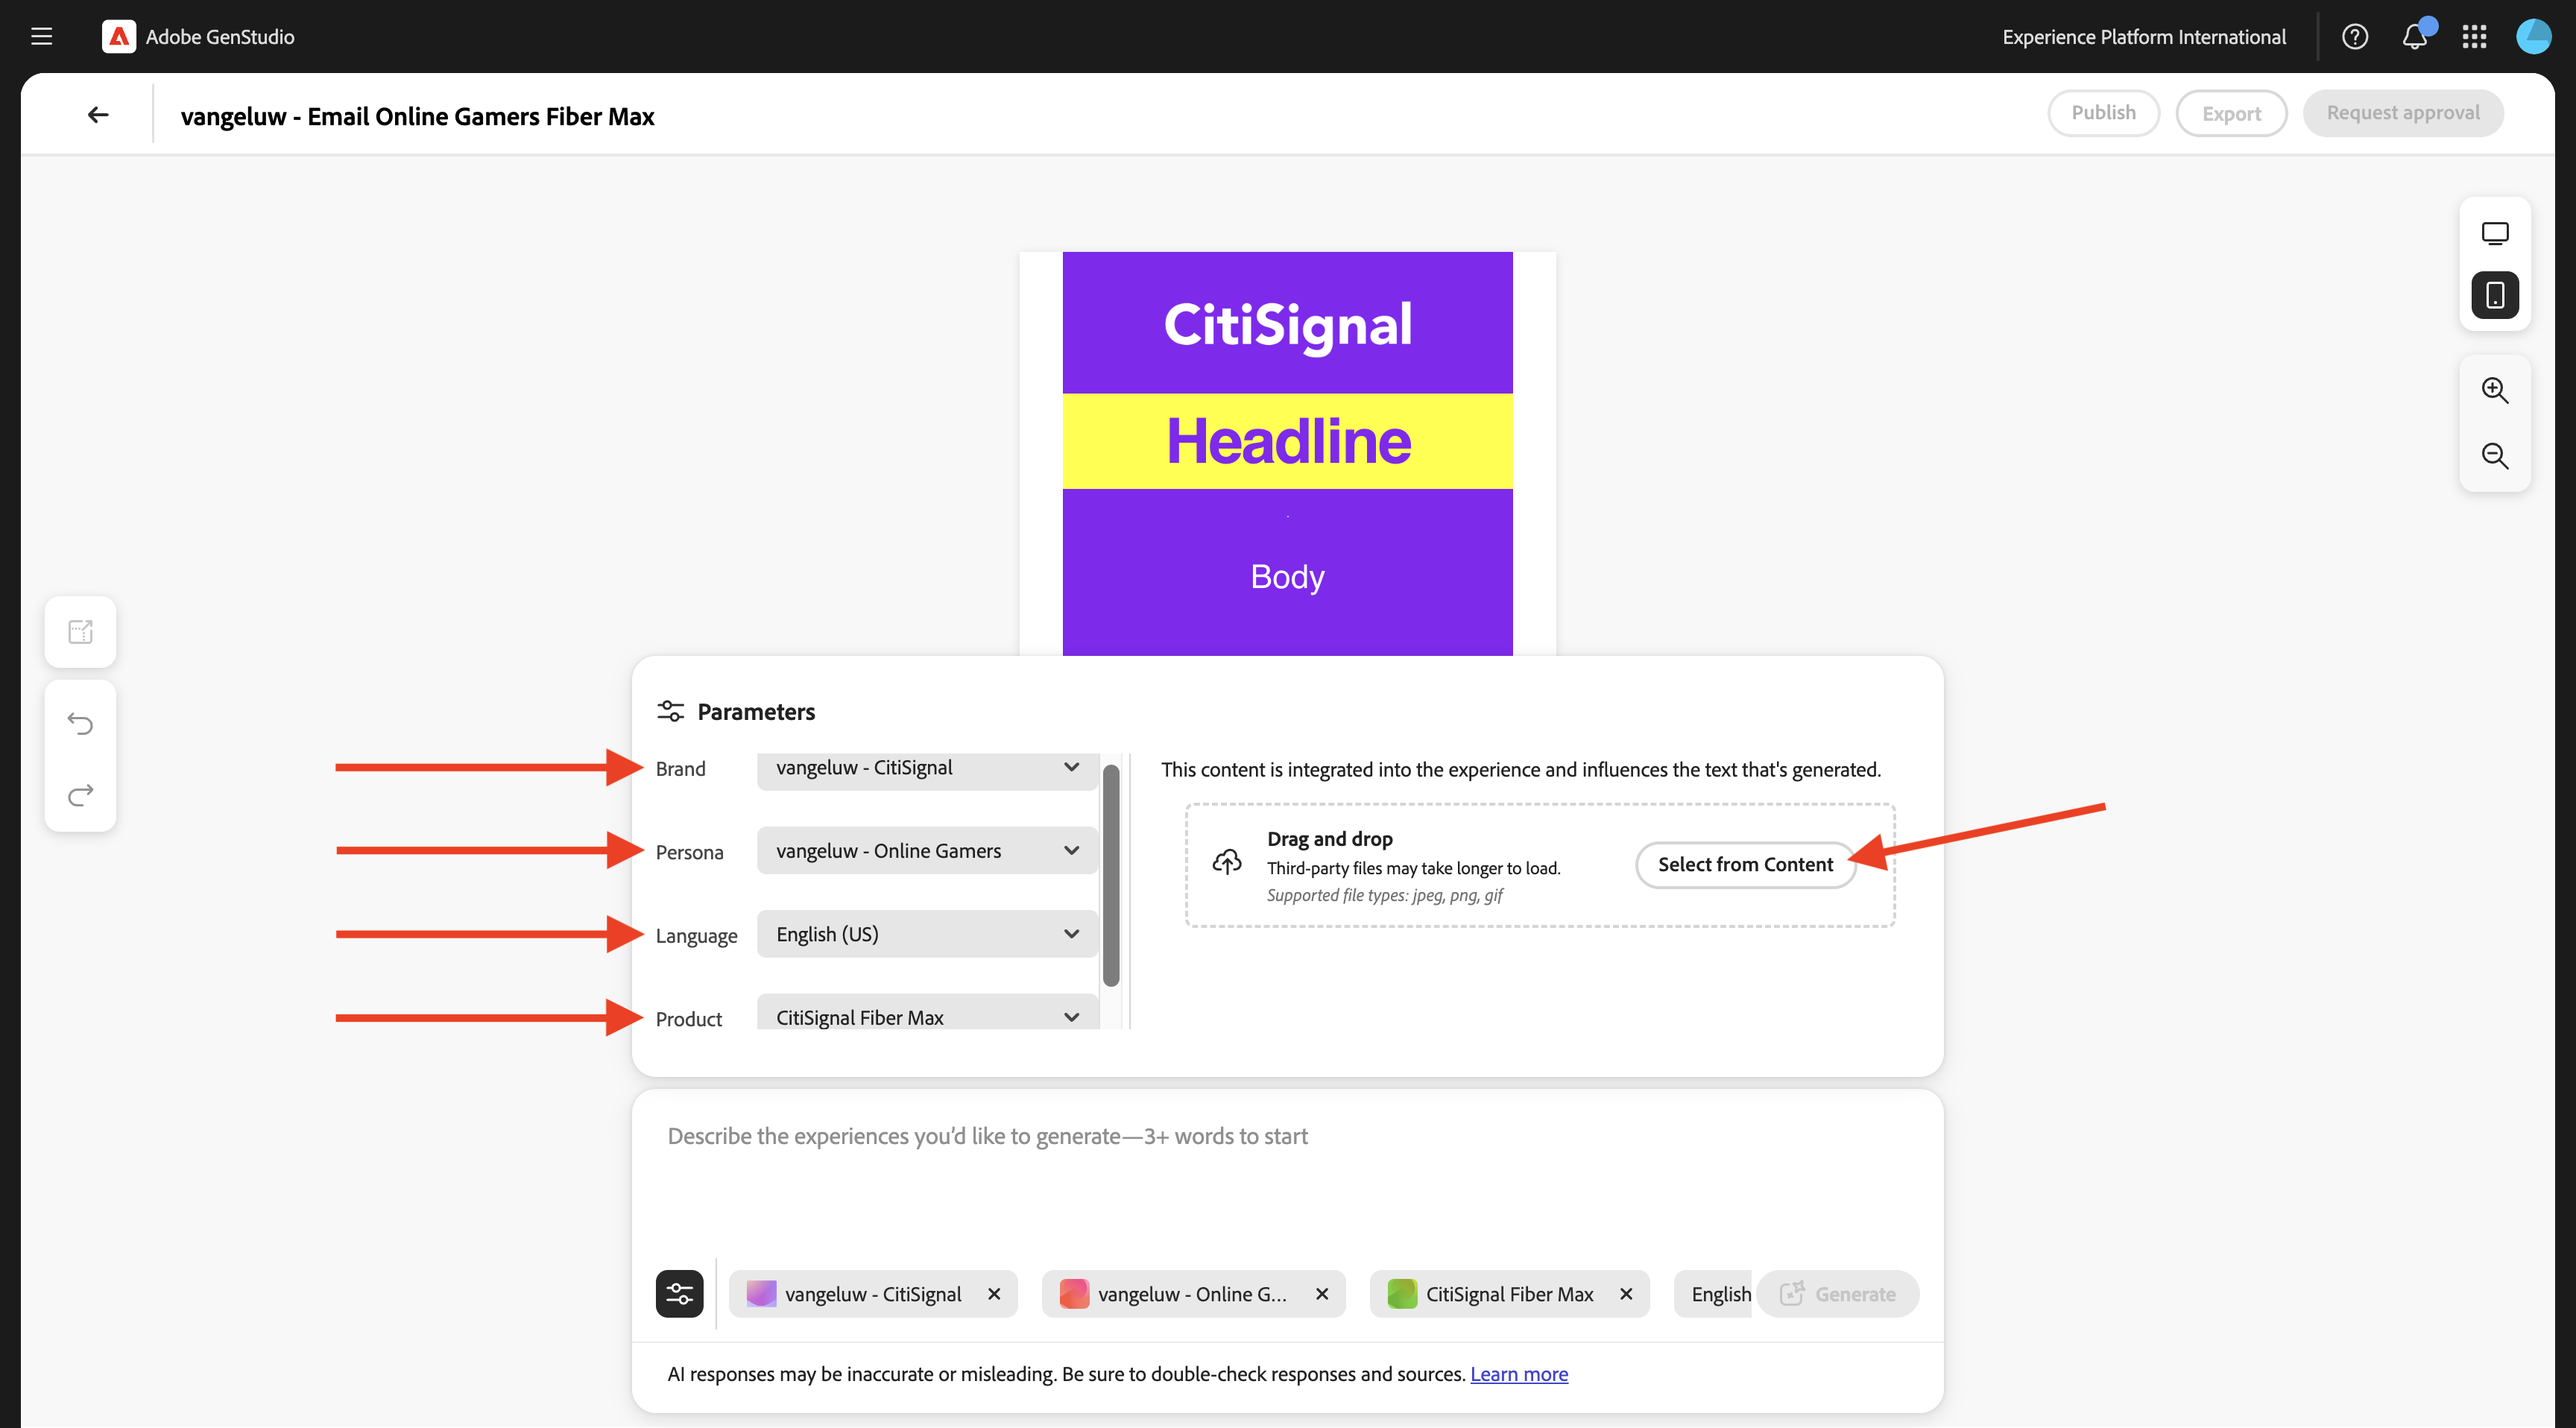 Adobe GenStudio
Experience Platform International
vangeluw - Email Online Gamers Fiber Max
Publish
Export
Request approval
CitiSignal
Headline
Body
Parameters
Brand
vangeluw - CitiSignal
Persona
vangeluw - Online Gamers
Language
English (US)
Product
CitiSignal Fiber Max
This content is integrated into the experience and influences the text that's generated.
Drag and drop
Third-party files may take longer to load.
Supported file types: jpeg, png, gif
Select from Content
Describe the experiences you'd like to generate—3+ words to start
vangeluw - CitiSignal
vangeluw - Online G...
CitiSignal Fiber Max
English
Generate
AI responses may be inaccurate or misleading. Be sure to double-check responses and sources. Learn more